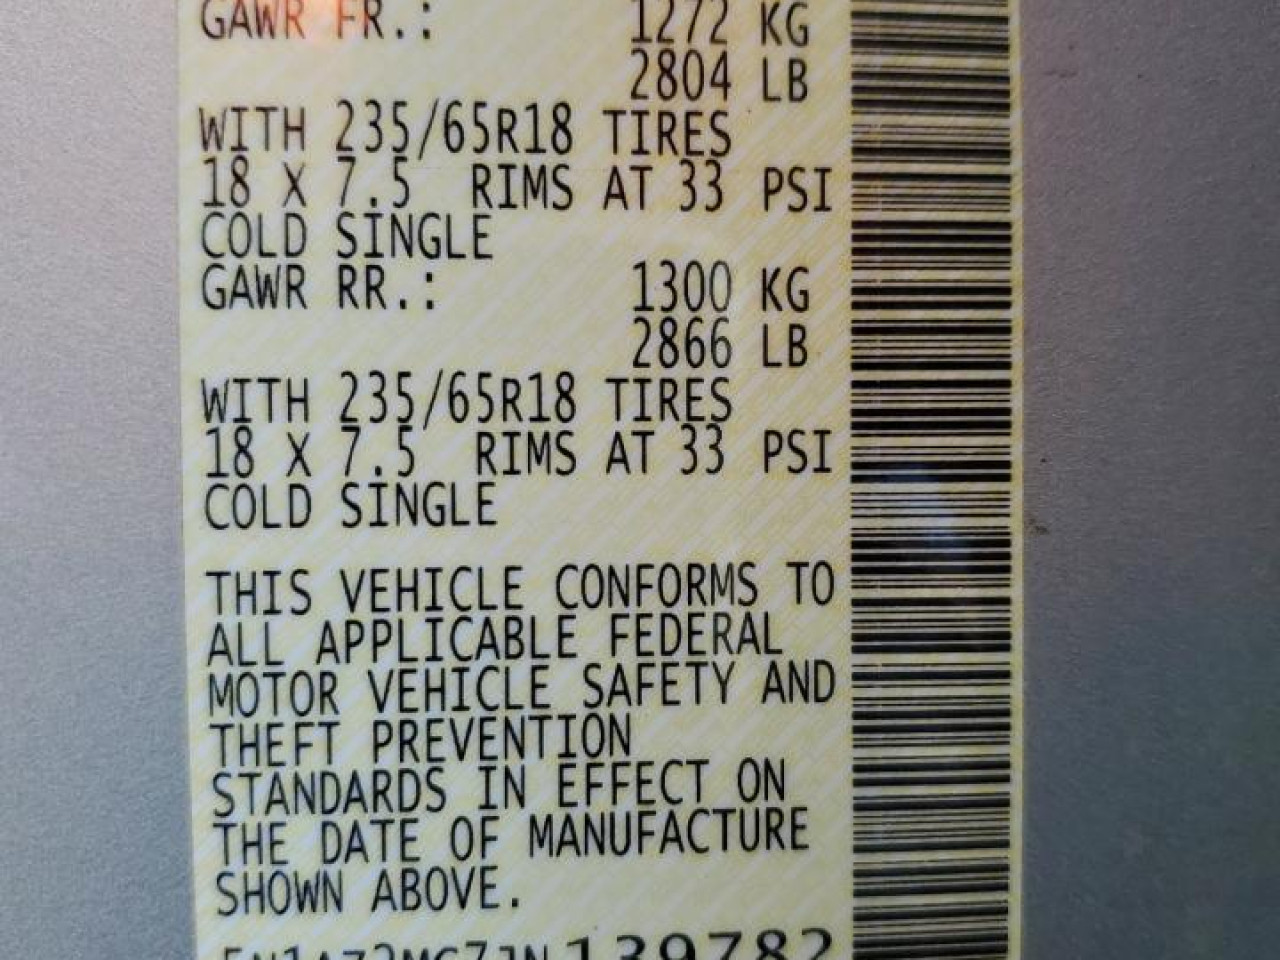 GAWR FR.: 1272 KG
2804 LB
WITH 235/65R18 TIRES
18 X 7.5 RIMS AT 33 PSI
COLD SINGLE
GAWR RR.: 1300 KG
2866 LB
WITH 235/65R18 TIRES
18 X 7.5 RIMS AT 33 PSI
COLD SINGLE
THIS VEHICLE CONFORMS TO
ALL APPLICABLE FEDERAL
MOTOR VEHICLE SAFETY AND
THEFT PREVENTION
STANDARDS IN EFFECT ON
THE DATE OF MANUFACTURE
SHOWN ABOVE.
5N1AZ2MG7JN139782